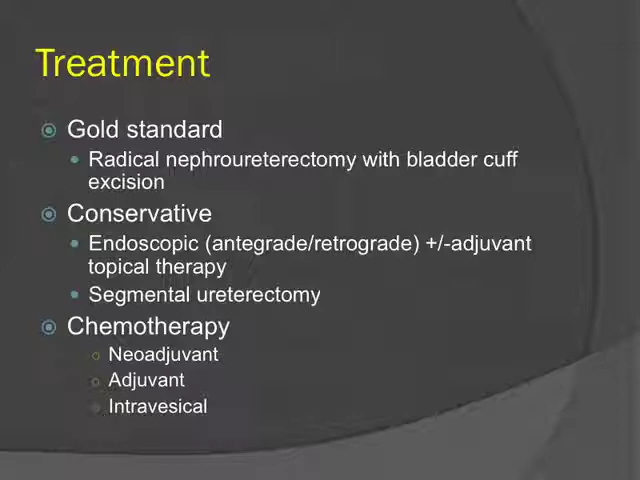 Treatment
Gold standard
Radical nephroureterectomy with bladder cuff
excision
Conservative
Endoscopic (antegrade/retrograde) +/-adjuvant
topical therapy
Segmental ureterectomy
Chemotherapy
Neoadjuvant
Adjuvant
Intravesical